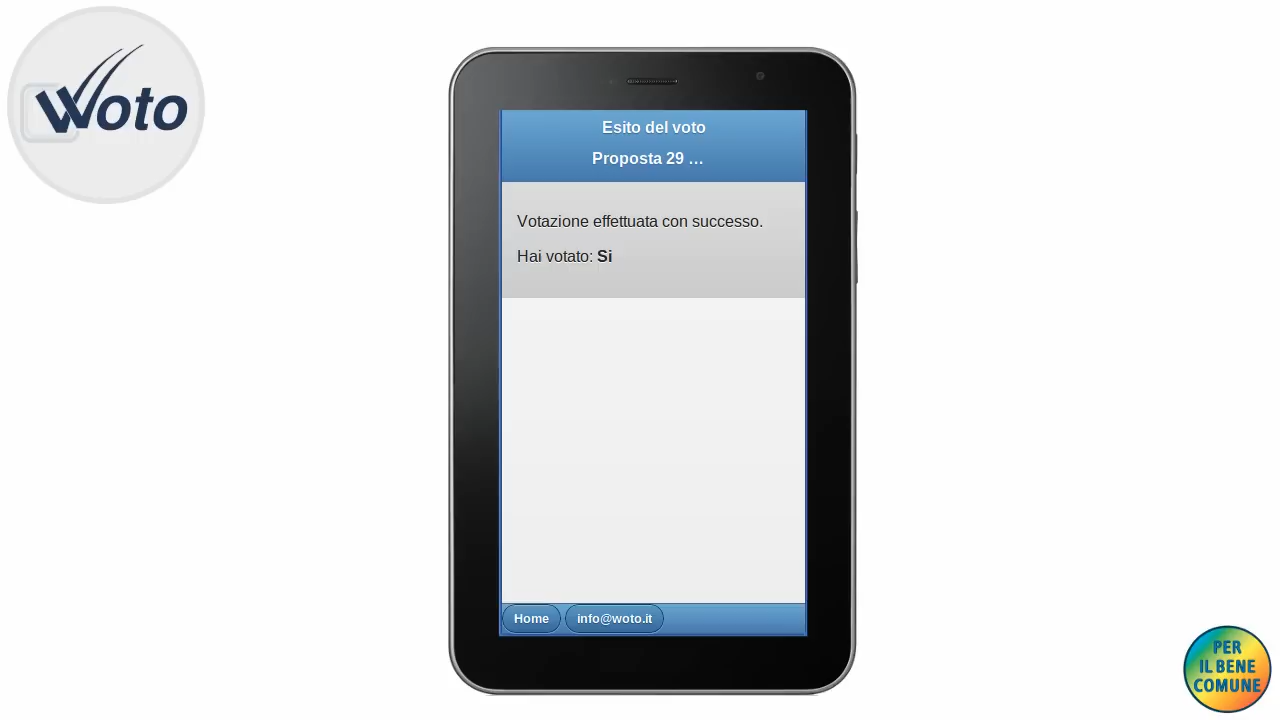 Woto
Esito del voto
Proposta 29 ...
Votazione effettuata con successo.
Hai votato: Si
Home
info@woto.it
PER
IL BENE
COMUNE